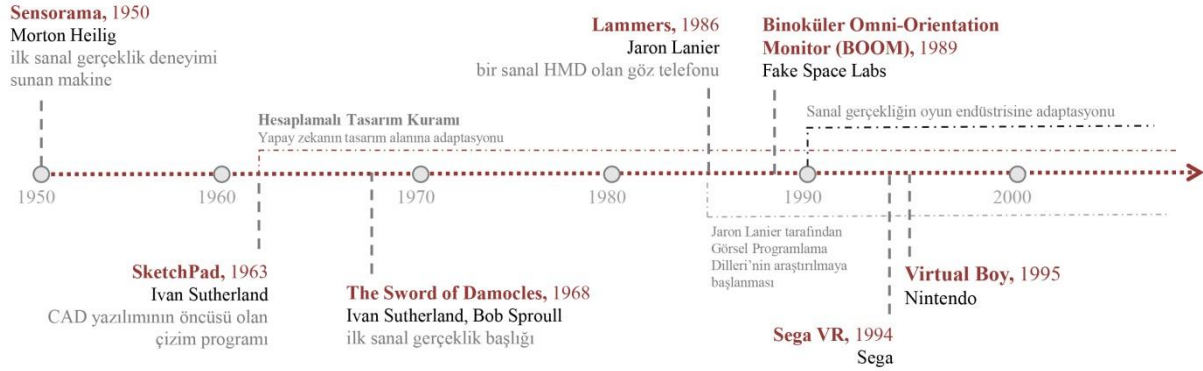 Sensorama, 1950
Morton Heilig
ilk sanal gerçeklik deneyimi
sunan makine
Lammers, 1986
Jaron Lanier
bir sanal HMD olan göz telefonu
Binoküler Omni-Orientation
Monitor (BOOM), 1989
Fake Space Labs
Hesaplamalı Tasarım Kuramı
Yapay zekanın tasarım alanına adaptasyonu
Sanal gerçekliğin oyun endüstrisine adaptasyonu
1950
1960
1970
1980
1990
2000
SketchPad, 1963
Ivan Sutherland
CAD yazılımının öncüsü olan
çizim programı
The Sword of Damocles, 1968
Ivan Sutherland, Bob Sproull
ilk sanal gerçeklik başlığı
Jaron Lanier tarafından
Görsel Programlama
Dilleri’nin araştırılmaya
başlanması
Sega VR, 1994
Sega
Virtual Boy, 1995
Nintendo